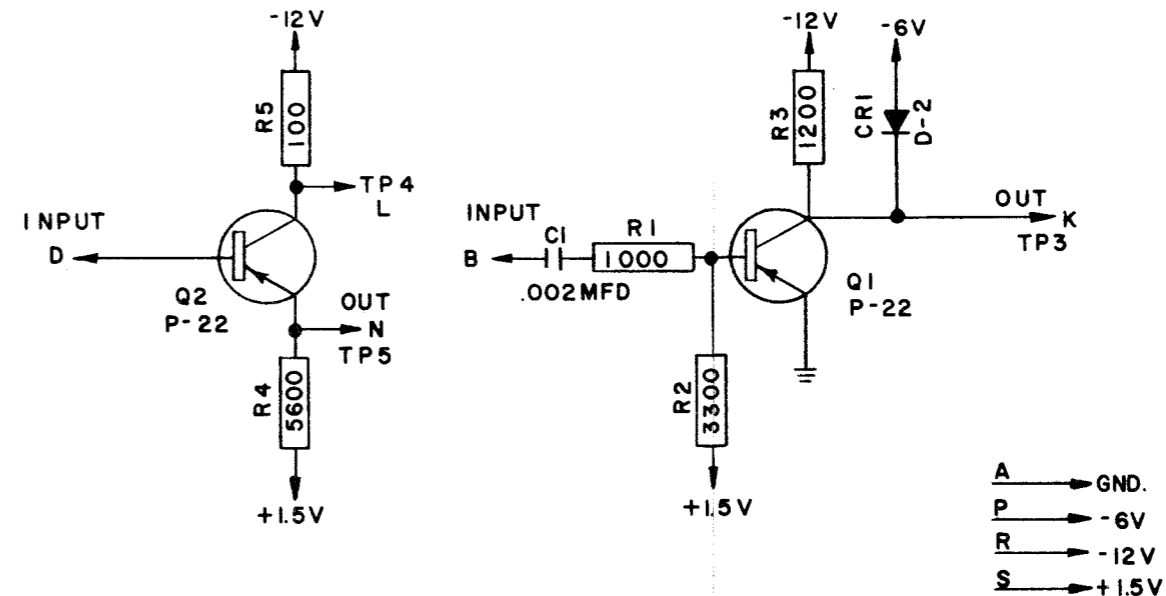 -12V
R5
100
TP4
L
INPUT
D
Q2
P-22
OUT
N
TP5
R4
5600
+1.5V
-12V
-6V
R3
1200
CR1
D-2
INPUT
B
C1
.002MFD
R1
1000
OUT
K
TP3
Q1
P-22
R2
3300
+1.5V
A GND.
P -6V
R -12V
S +1.5V